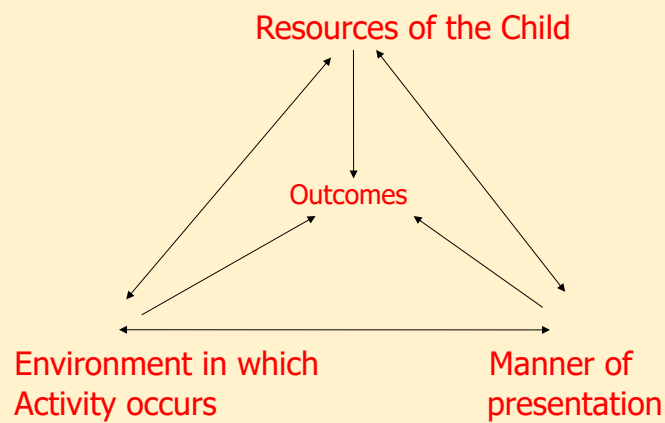 Resources of the Child
Outcomes
Environment in which
Activity occurs
Manner of
presentation